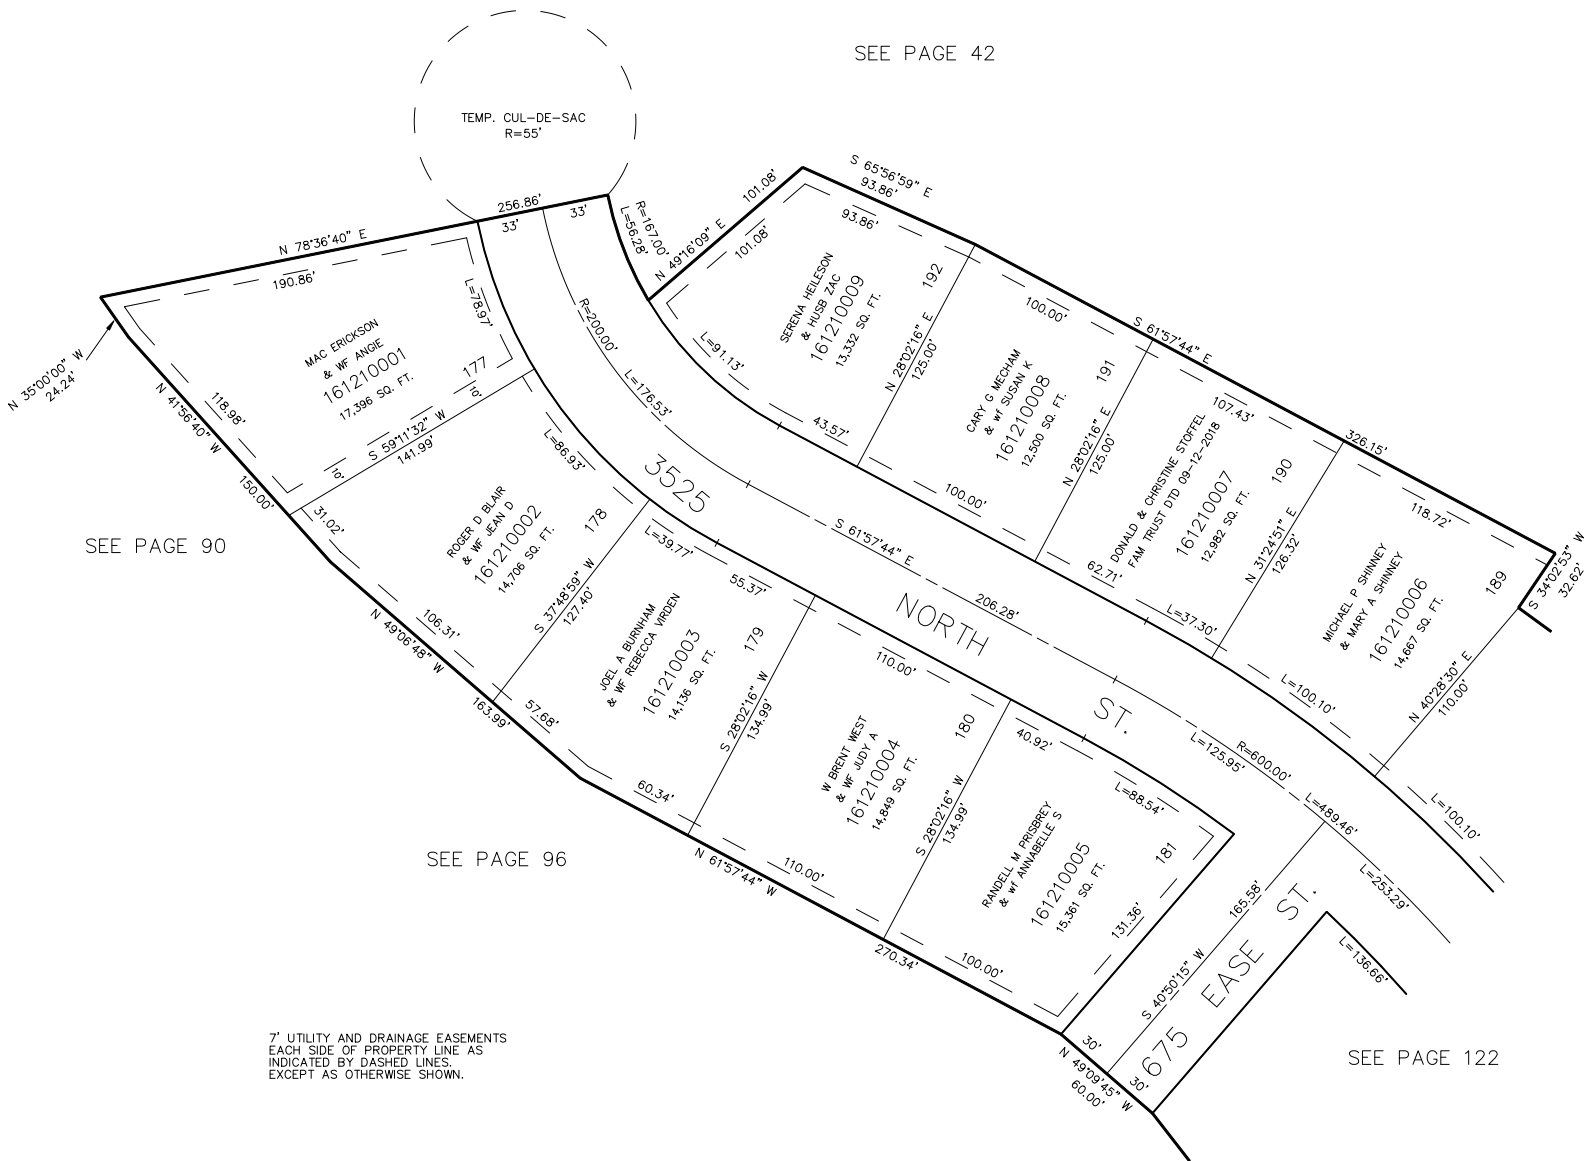 SEE PAGE 42
TEMP. CUL-DE-SAC
R=55'
N 78°36'40" E
256.86'
33'
33'
190.86'
L=78.97'
R=167.00'
L=56.28'
N 49°16'09" E
101.08'
101.08'
S 65°56'59" E
93.86'
93.86'
N 35°00'00" W
24.24'
MAC ERICKSON
& WF ANGIE
161210001
17,396 SQ. FT.
177
118.98'
N 41°56'40" W
150.00'
S 59°11'32" W
141.99'
10'
10'
SERENA HEILESON
& HUSB ZAC
161210009
13,332 SQ. FT.
192
L=91.13'
43.57'
N 28°02'16" E
125.00'
R=200.00'
L=176.53'
CARY G MECHAM
& wf SUSAN K
161210008
12,500 SQ. FT.
191
100.00'
S 61°57'44" E
100.00'
N 28°02'16" E
125.00'
DONALD & CHRISTINE STOFFEL
FAM TRUST DTD 09-12-2018
161210007
12,982 SQ. FT.
190
107.43'
326.15'
62.71'
L=37.30'
N 31°24'51" E
126.32'
MICHAEL P SHINNEY
& MARY A SHINNEY
161210006
14,667 SQ. FT.
189
118.72'
S 34°02'53" W
32.62'
L=100.10'
N 40°28'30" E
110.00'
L=100.10'
SEE PAGE 90
31.02'
ROGER D BLAIR
& WF JEAN D
161210002
14,706 SQ. FT.
178
L=86.93'
106.31'
N 49°06'48" W
163.99'
S 37°48'59" W
127.40'
3525
NORTH
ST.
S 61°57'44" E
206.28'
JOEL A BURNHAM
& WF REBECCA VIRDEN
161210003
14,136 SQ. FT.
179
L=39.77'
55.37'
57.68'
60.34'
S 28°02'16" W
134.99'
W BRENT WEST
& WF JUDY A
161210004
14,849 SQ. FT.
180
110.00'
110.00'
N 61°57'44" W
270.34'
S 28°02'16" W
134.99'
RANDELL M PRISBREY
& wf ANNABELLE S
161210005
15,361 SQ. FT.
181
40.92'
L=88.54'
131.36'
100.00'
L=125.95'
R=600.00'
L=489.46'
L=253.29'
L=136.66'
165.58'
S 40°50'15" W
675 EASE ST.
30'
30'
N 49°09'45" W
60.00'
SEE PAGE 96
SEE PAGE 122
7' UTILITY AND DRAINAGE EASEMENTS
EACH SIDE OF PROPERTY LINE AS
INDICATED BY DASHED LINES.
EXCEPT AS OTHERWISE SHOWN.